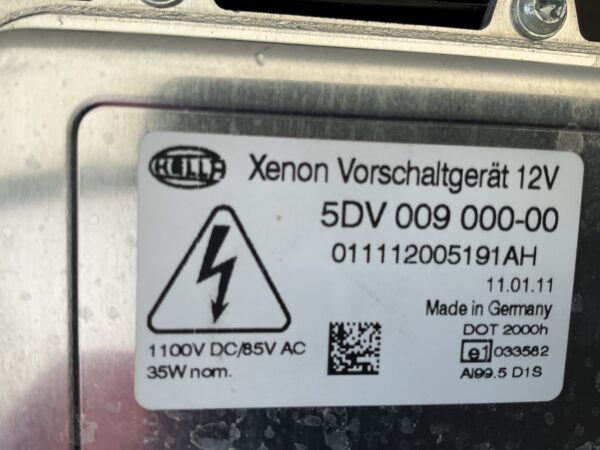 HELLA
Xenon Vorschaltgerät 12V
5DV 009 000-00
011112005191AH
11.01.11
Made in Germany
DOT 2000h
e1 033582
Al99.5 D1S
1100V DC/85V AC
35W nom.